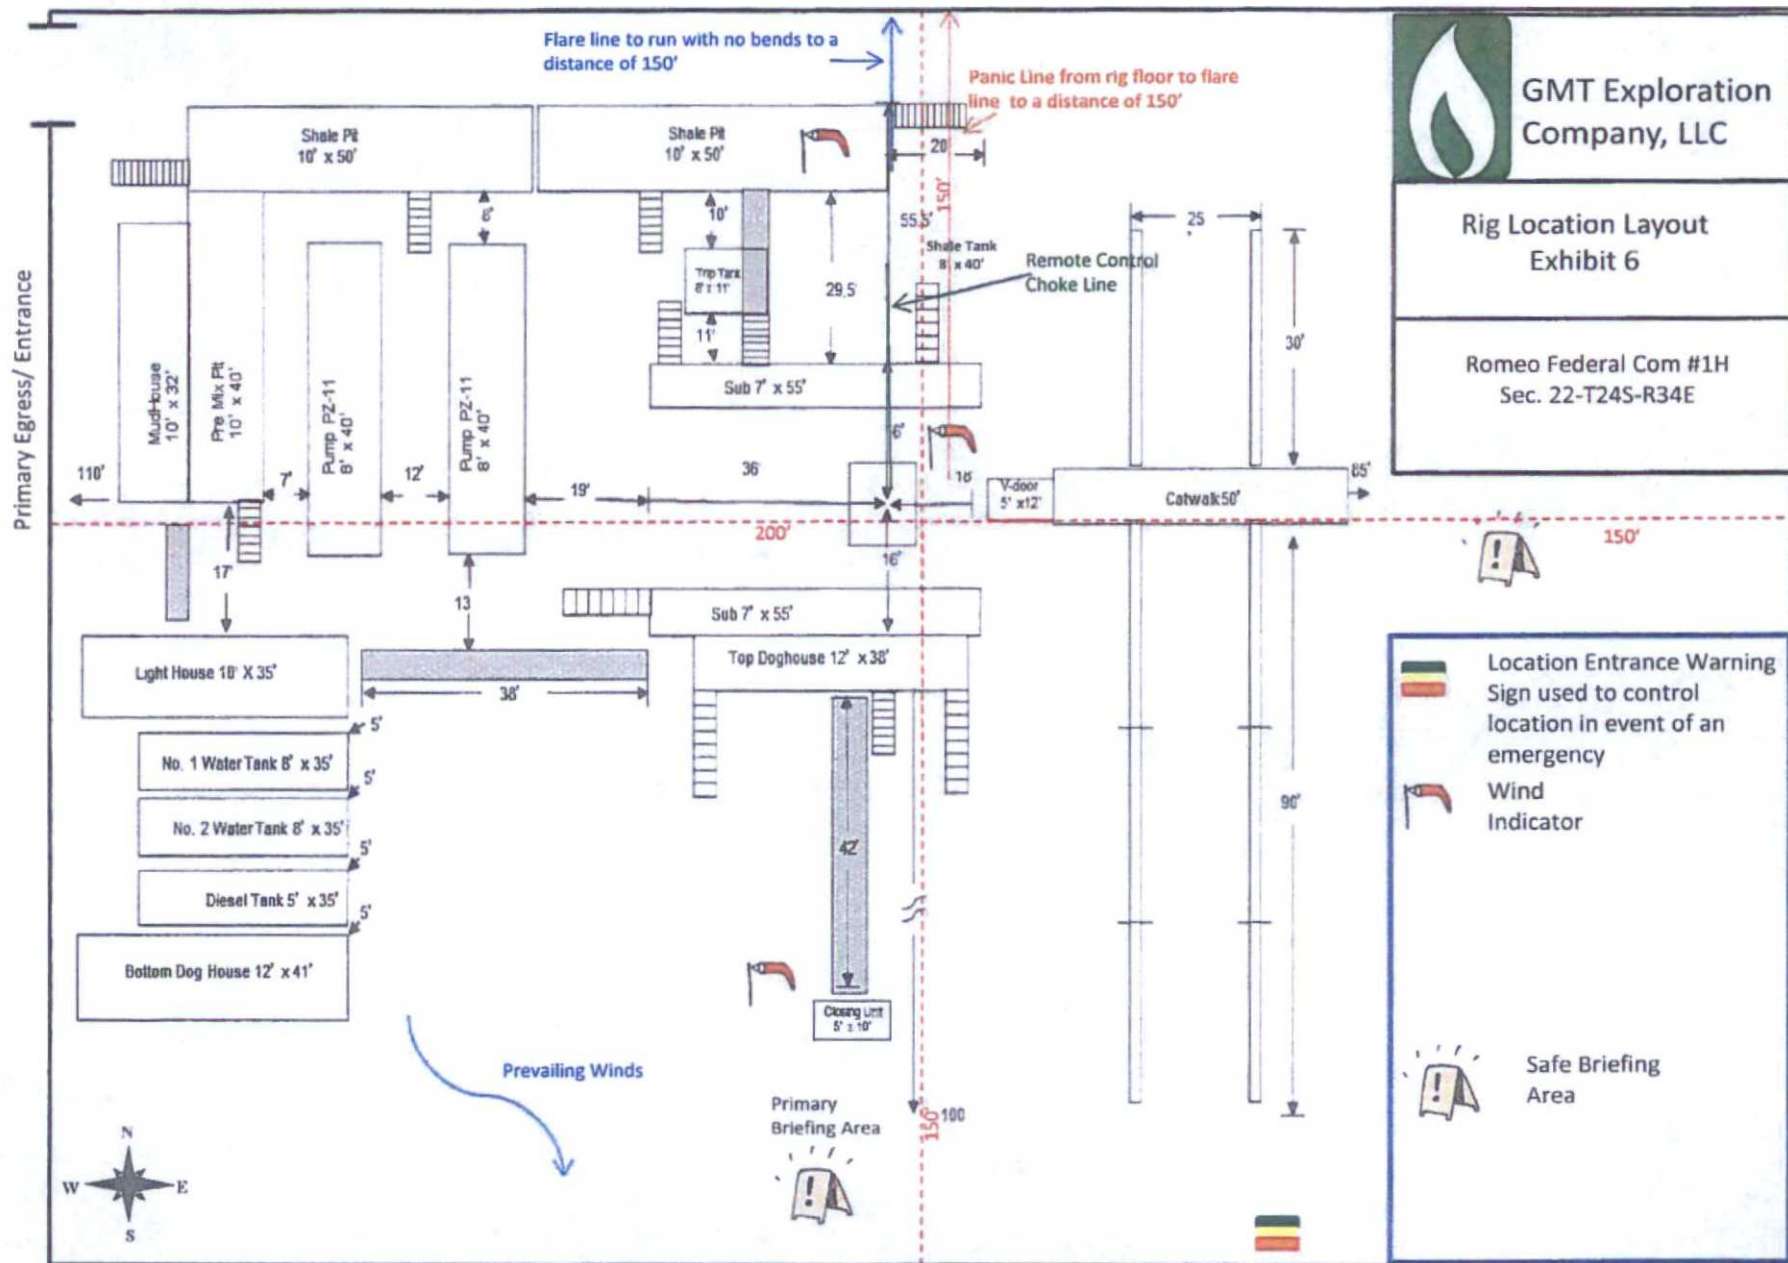 Flare line to run with no bends to a
distance of 150'
Panic Line from rig floor to flare
line to a distance of 150'
GMT Exploration
Company, LLC
Rig Location Layout
Exhibit 6
Romeo Federal Com #1H
Sec. 22-T24S-R34E
Primary Egress/ Entrance
Shale Pit
10' x 50'
Shale Pit
10' x 50'
20'
150'
6'
10'
55.5'
25
Shale Tank
8' x 40'
Remote Control
Choke Line
Trip Tank
8' x 11'
29.5
11'
30'
MudHouse
10' x 32'
Pre Mix Pit
10' x 40'
Pump PZ-11
8' x 40'
Pump PZ-11
8' x 40'
Sub 7' x 55'
110'
7'
12'
19'
36
6'
16'
V-door
5' x12'
Catwalk 50'
85'
200'
150'
17'
13
16'
Sub 7' x 55'
Light House 10' X 35'
38'
Top Doghouse 12' x 38'
5'
No. 1 Water Tank 8' x 35'
5'
No. 2 Water Tank 8' x 35'
5'
Diesel Tank 5' x 35'
5'
Bottom Dog House 12' x 41'
42'
90'
Closing Unit
5' x 10'
Prevailing Winds
Primary
Briefing Area
150'
100
N
W
E
S
Location Entrance Warning
Sign used to control
location in event of an
emergency
Wind
Indicator
Safe Briefing
Area